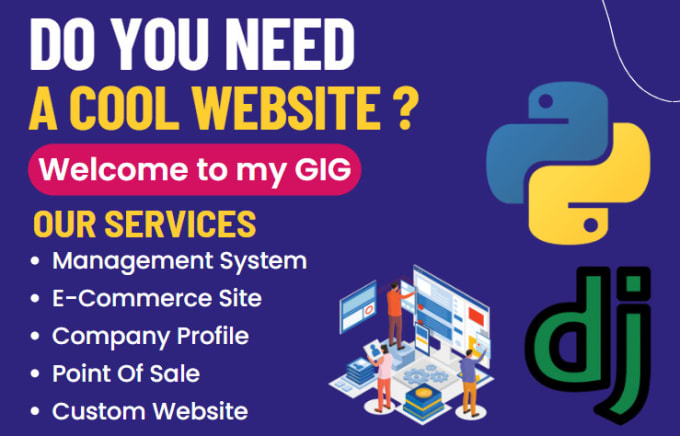 DO YOU NEED
A COOL WEBSITE ?
Welcome to my GIG
OUR SERVICES
• Management System
• E-Commerce Site
• Company Profile
• Point Of Sale
• Custom Website
dj